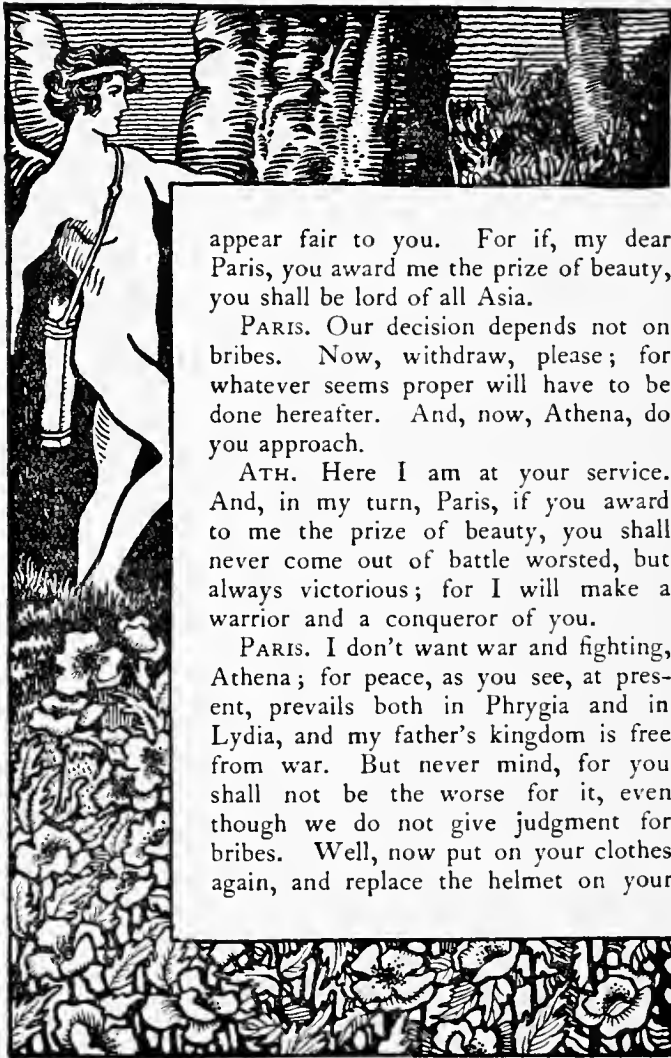 appear fair to you. For if, my dear
Paris, you award me the prize of beauty,
you shall be lord of all Asia.
PARIS. Our decision depends not on
bribes. Now, withdraw, please; for
whatever seems proper will have to be
done hereafter. And, now, Athena, do
you approach.
ATH. Here I am at your service.
And, in my turn, Paris, if you award
to me the prize of beauty, you shall
never come out of battle worsted, but
always victorious; for I will make a
warrior and a conqueror of you.
PARIS. I don't want war and fighting,
Athena; for peace, as you see, at pres-
ent, prevails both in Phrygia and in
Lydia, and my father's kingdom is free
from war. But never mind, for you
shall not be the worse for it, even
though we do not give judgment for
bribes. Well, now put on your clothes
again, and replace the helmet on your